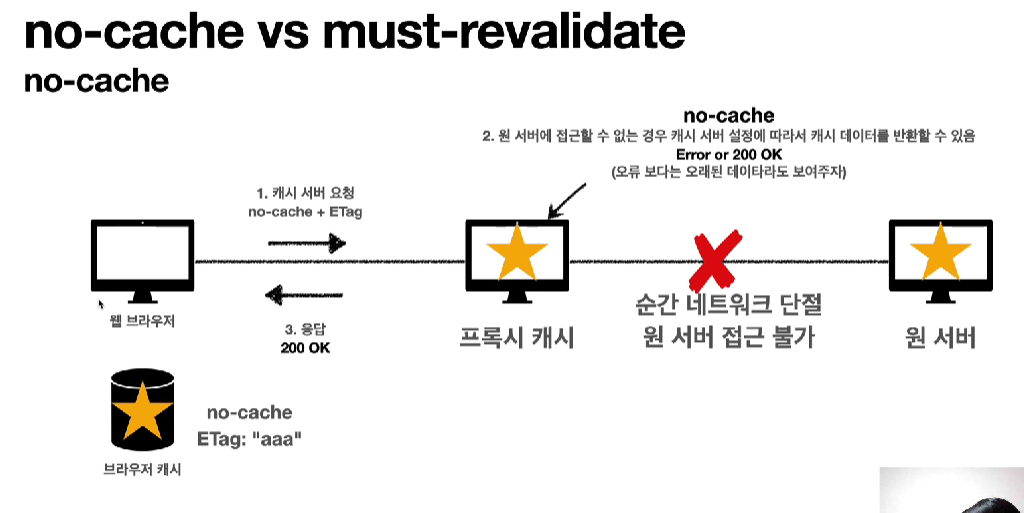 no-cache vs must-revalidate
no-cache
no-cache
2. 원 서버에 접근할 수 없는 경우 캐시 서버 설정에 따라서 캐시 데이터를 반환할 수 있음
Error or 200 OK
(오류 보다는 오래된 데이타라도 보여주자)
1. 캐시 서버 요청
no-cache + ETag
웹 브라우저
3. 응답
200 OK
프록시 캐시
순간 네트워크 단절
원 서버 접근 불가
원 서버
no-cache
ETag: "aaa"
브라우저 캐시